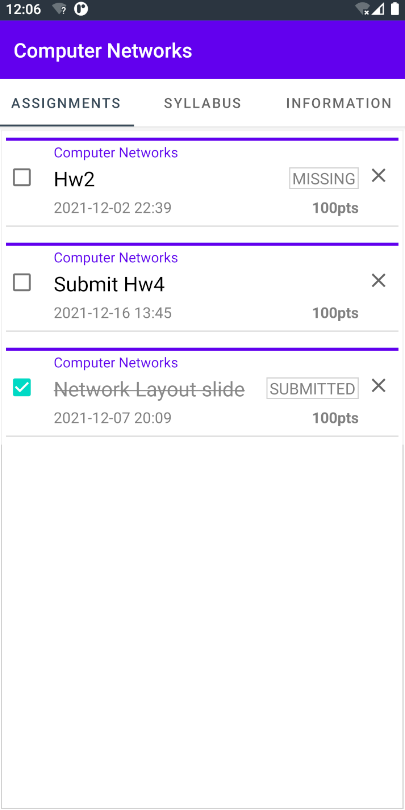 12:06
Computer Networks
ASSIGNMENTS SYLLABUS INFORMATION
Computer Networks
Hw2 MISSING
2021-12-02 22:39 100pts
Computer Networks
Submit Hw4
2021-12-16 13:45 100pts
Computer Networks
Network Layout slide SUBMITTED
2021-12-07 20:09 100pts